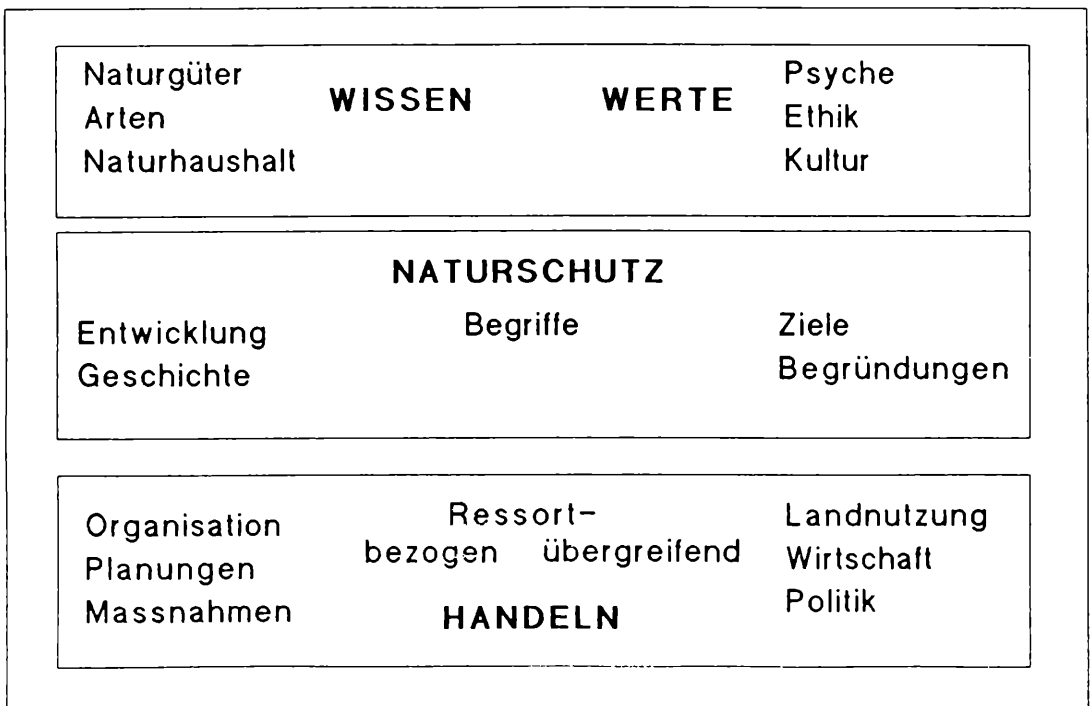 Naturgüter
Arten
Naturhaushalt
WISSEN WERTE
Psyche
Ethik
Kultur
NATURSCHUTZ
Entwicklung
Geschichte
Begriffe
Ziele
Begründungen
Organisation
Planungen
Massnahmen
Ressort-
bezogen übergreifend
HANDELN
Landnutzung
Wirtschaft
Politik